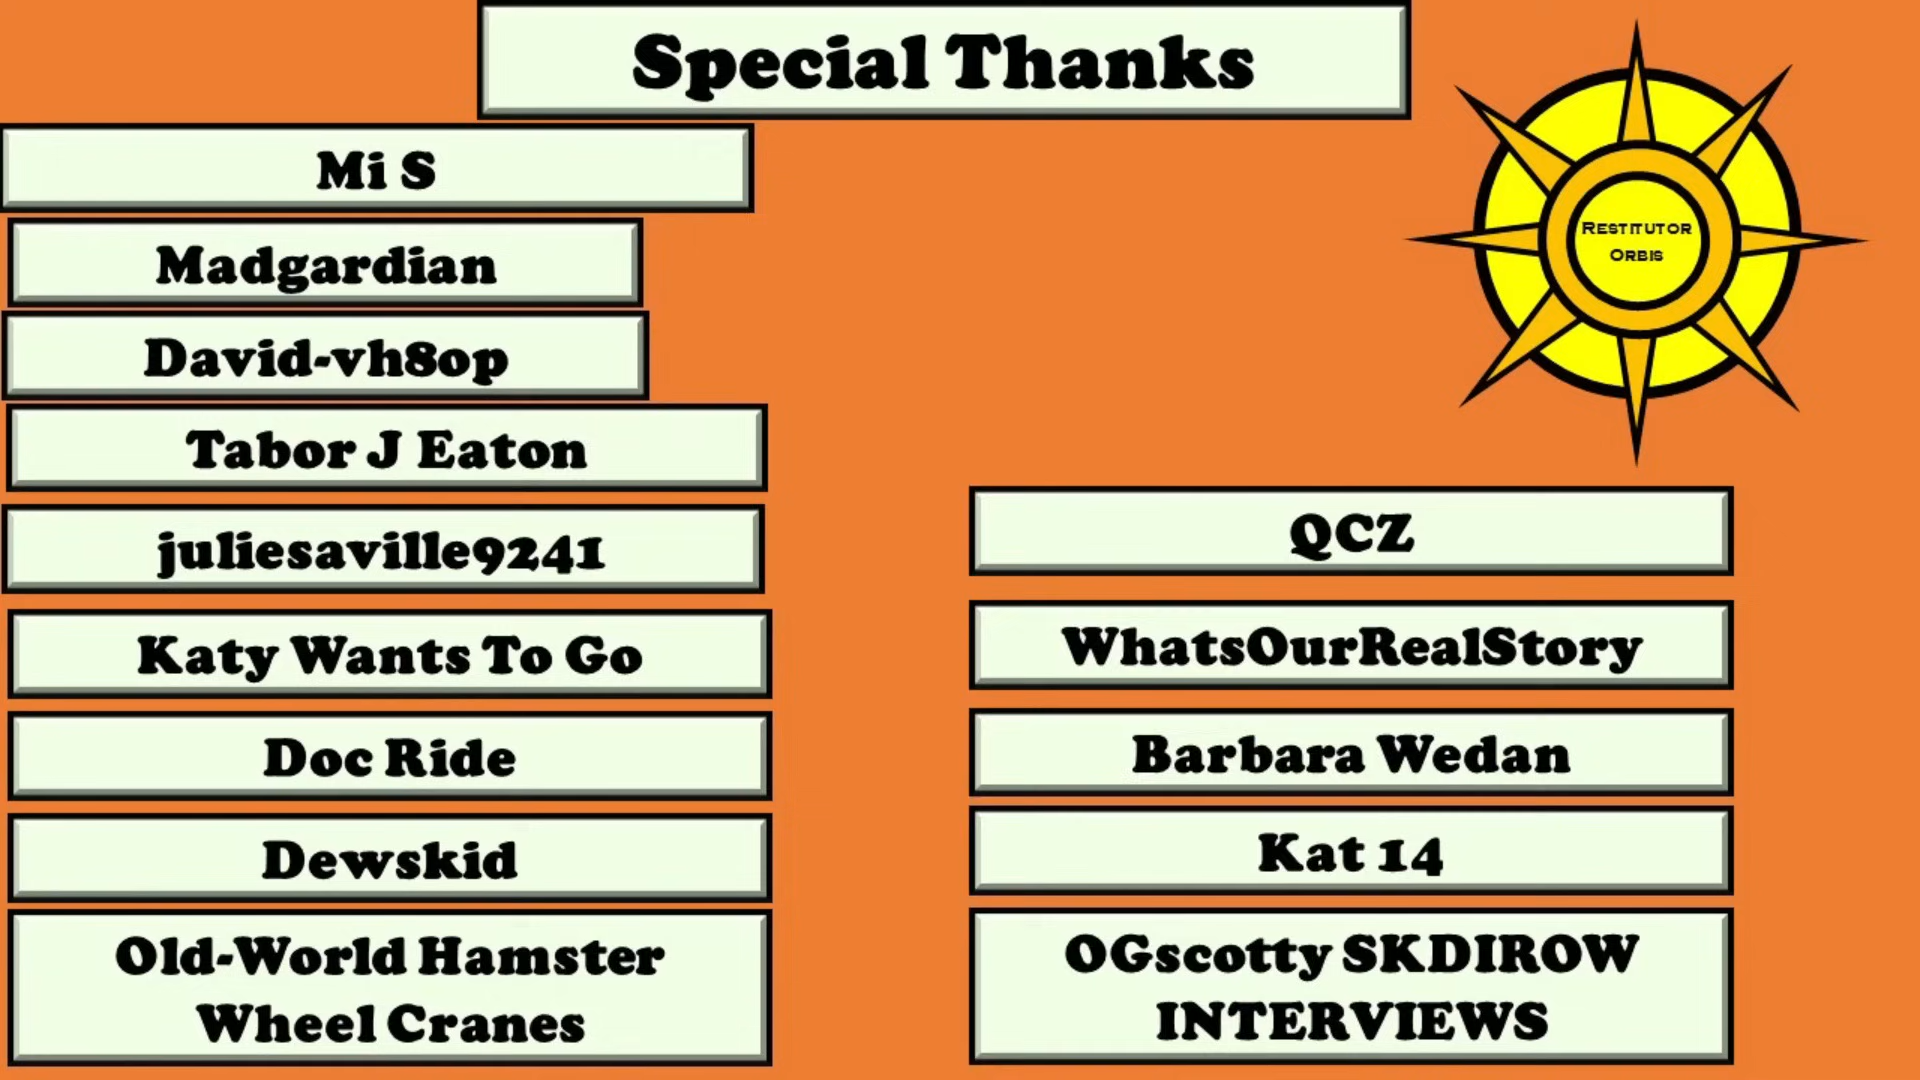 Special Thanks
Mi S
Madgardian
David-vh8op
Tabor J Eaton
juliesaville9241
Katy Wants To Go
Doc Ride
Dewskid
Old-World Hamster
Wheel Cranes
RESTITUTOR
ORBIS
QCZ
WhatsOurRealStory
Barbara Wedan
Kat 14
OGscotty SKDIROW
INTERVIEWS